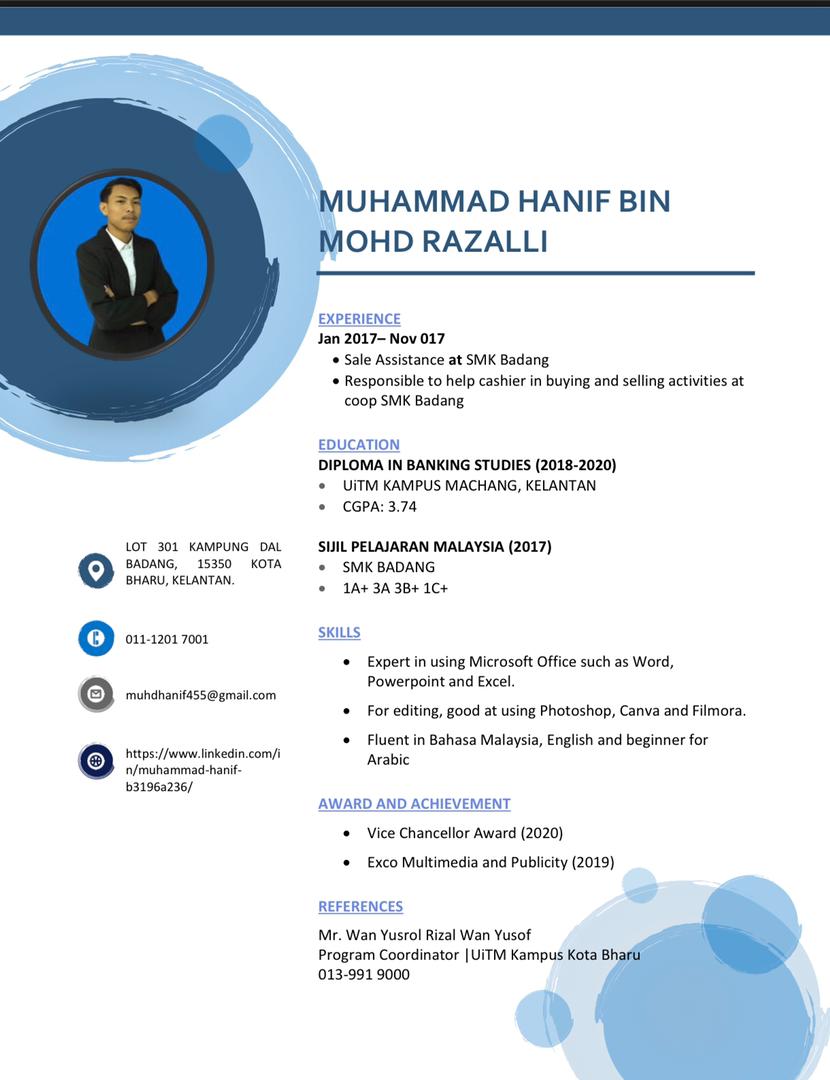 MUHAMMAD HANIF BIN
MOHD RAZALLI
EXPERIENCE
Jan 2017– Nov 017
• Sale Assistance at SMK Badang
• Responsible to help cashier in buying and selling activities at
coop SMK Badang
EDUCATION
DIPLOMA IN BANKING STUDIES (2018-2020)
• UiTM KAMPUS MACHANG, KELANTAN
• CGPA: 3.74
SIJIL PELAJARAN MALAYSIA (2017)
• SMK BADANG
• 1A+ 3A 3B+ 1C+
SKILLS
• Expert in using Microsoft Office such as Word,
Powerpoint and Excel.
• For editing, good at using Photoshop, Canva and Filmora.
• Fluent in Bahasa Malaysia, English and beginner for
Arabic
AWARD AND ACHIEVEMENT
• Vice Chancellor Award (2020)
• Exco Multimedia and Publicity (2019)
REFERENCES
Mr. Wan Yusrol Rizal Wan Yusof
Program Coordinator |UiTM Kampus Kota Bharu
013-991 9000
LOT 301 KAMPUNG DAL
BADANG, 15350 KOTA
BHARU, KELANTAN.
011-1201 7001
muhdhanif455@gmail.com
https://www.linkedin.com/i
n/muhammad-hanif-
b3196a236/